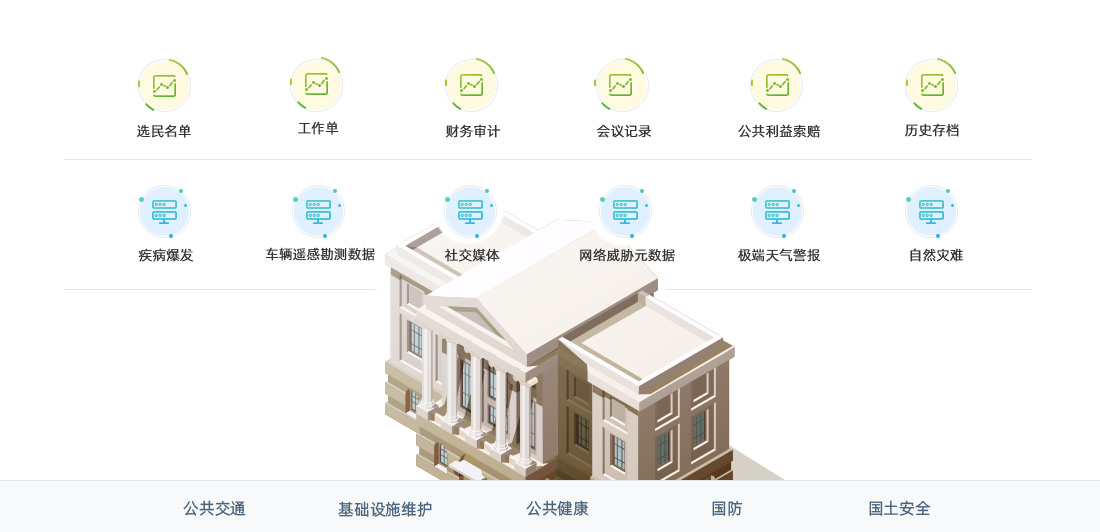 选民名单 工作单 财务审计 会议记录 公共利益索赔 历史存档
疾病爆发 车辆遥感勘测数据 社交媒体 网络威胁元数据 极端天气警报 自然灾难
公共交通 基础设施维护 公共健康 国防 国土安全